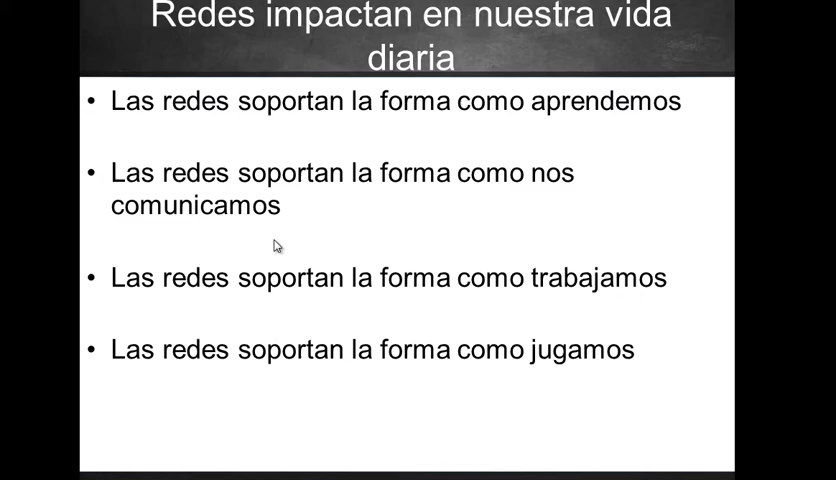 Redes impactan en nuestra vida
diaria
• Las redes soportan la forma como aprendemos
• Las redes soportan la forma como nos
comunicamos
• Las redes soportan la forma como trabajamos
• Las redes soportan la forma como jugamos